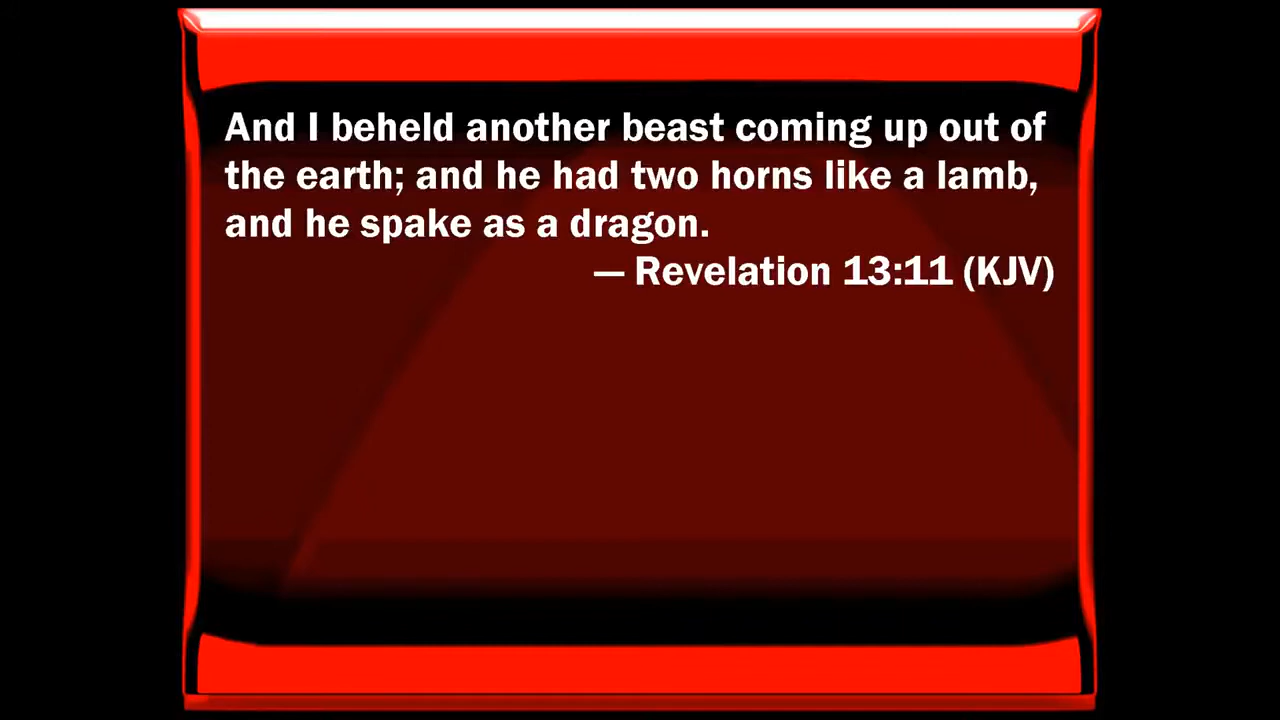 And I beheld another beast coming up out of
the earth; and he had two horns like a lamb,
and he spake as a dragon.
— Revelation 13:11 (KJV)